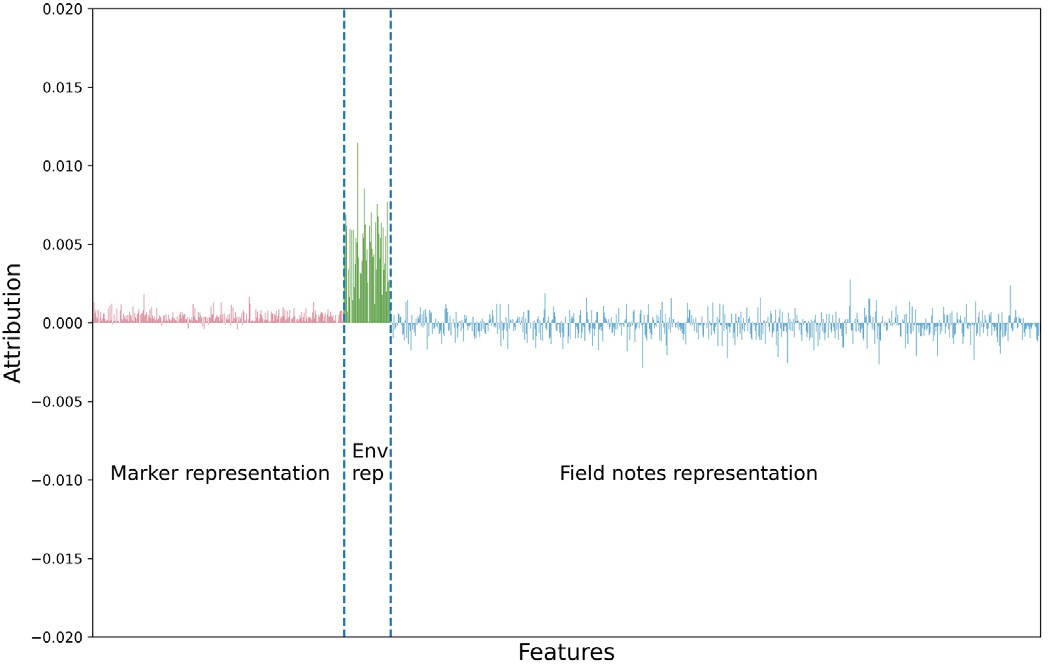 0.020
0.015
0.010
0.005
0.000
−0.005
−0.010
−0.015
−0.020
Attribution
Marker representation
Env
rep
Field notes representation
Features